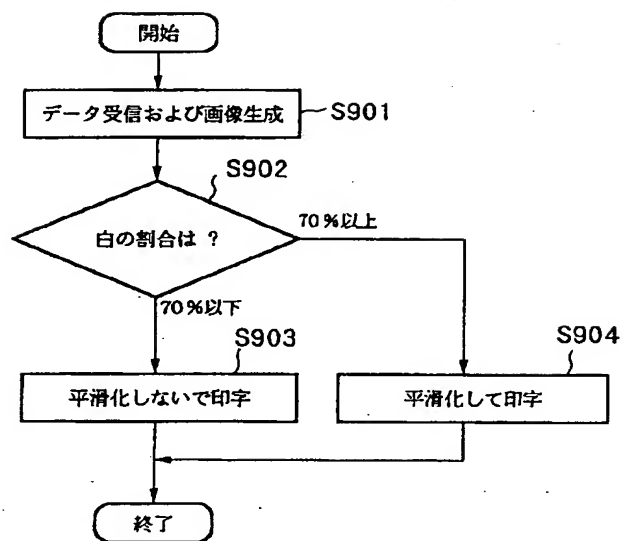 開始
データ受信および画像生成
S901
S902
白の割合は ?
70%以上
70%以下
S903
平滑化しないで印字
S904
平滑化して印字
終了